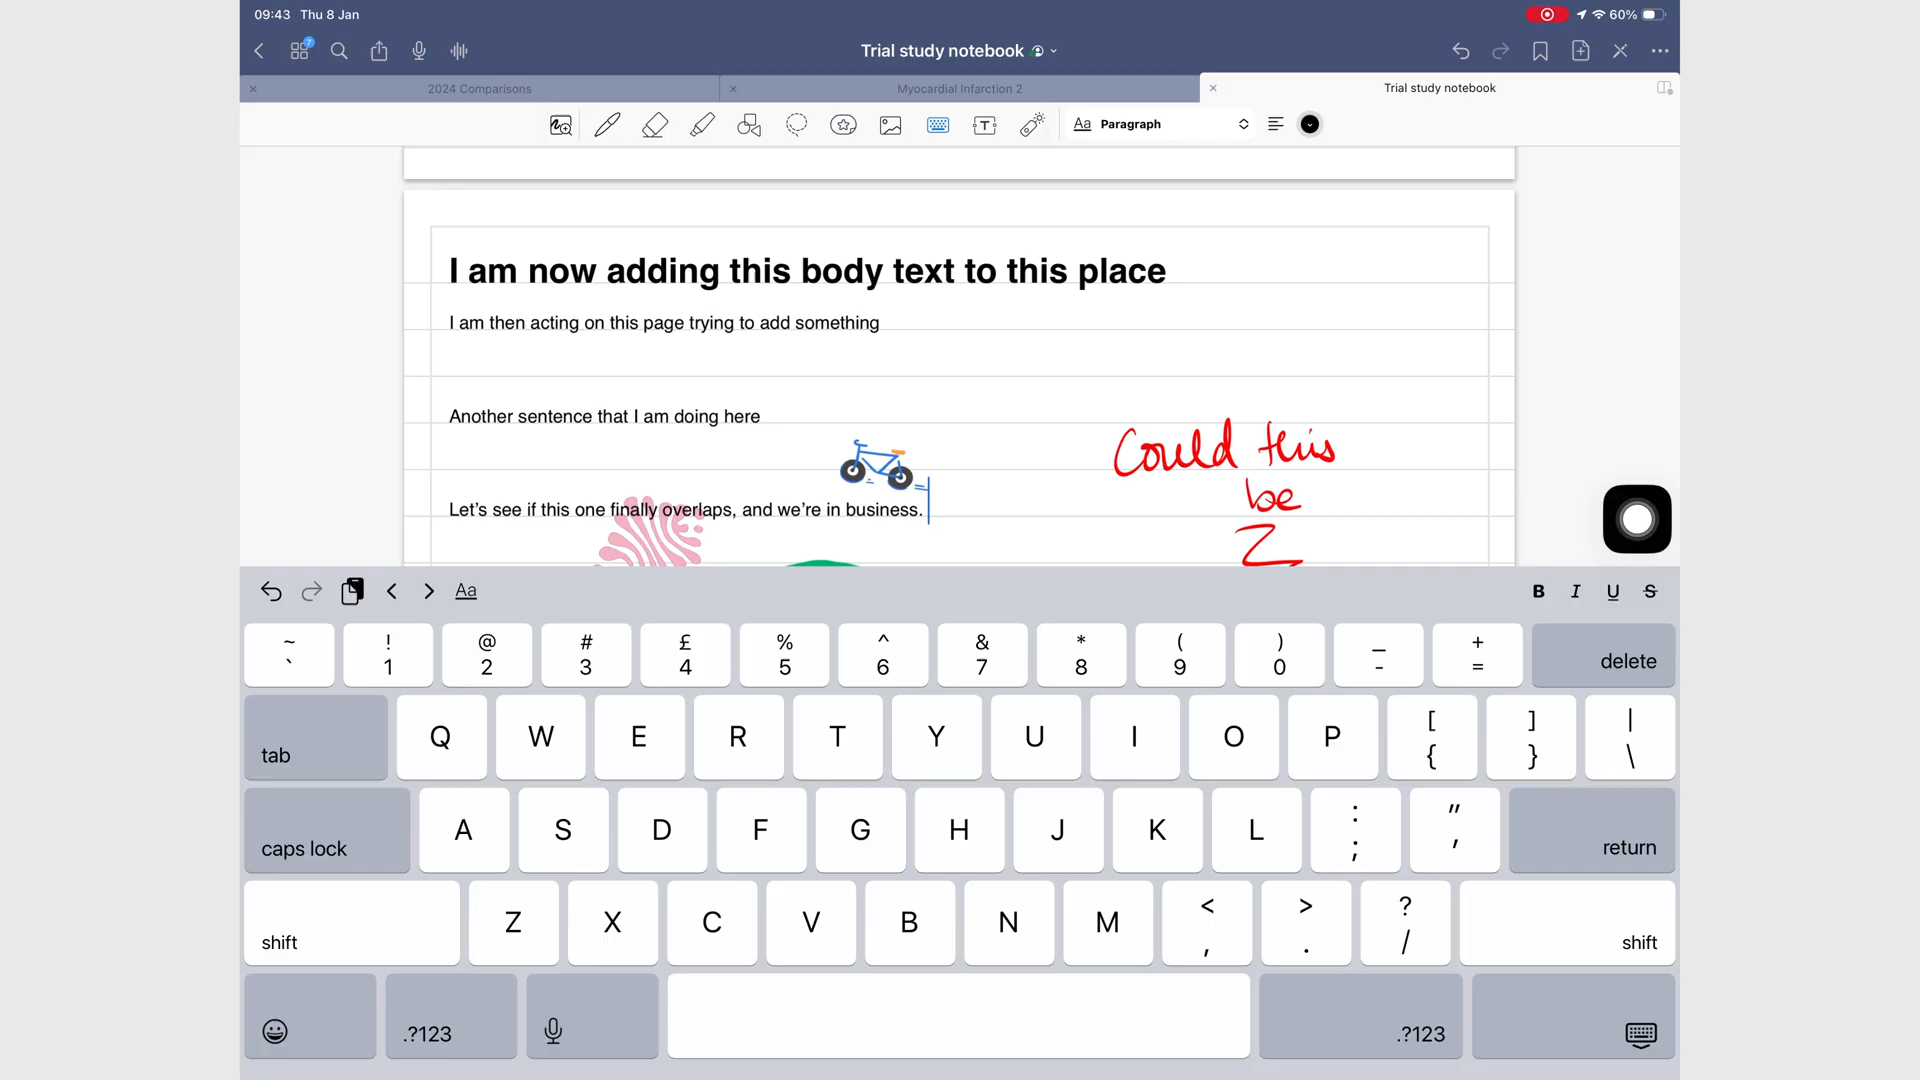 09:43 Thu 8 Jan
60%
7
Trial study notebook
2024 Comparisons
Myocardial Infarction 2
Trial study notebook
Aa Paragraph
I am now adding this body text to this place
I am then acting on this page trying to add something
Another sentence that I am doing here
Let's see if this one finally overlaps, and we're in business.
Could this
be
Aa
B I U S
~ ! @ # £ % ^ & * ( ) _ +
` 1 2 3 4 5 6 7 8 9 0 - = delete
tab Q W E R T Y U I O P [ { ] } | \
caps lock A S D F G H J K L : ; " ' return
shift Z X C V B N M < , > . ? / shift
.?123 .?123